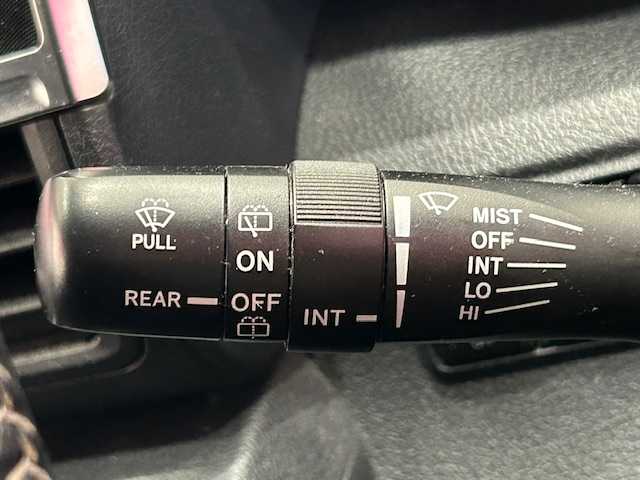 PULL
REAR
ON
OFF
INT
MIST
OFF
INT
LO
HI